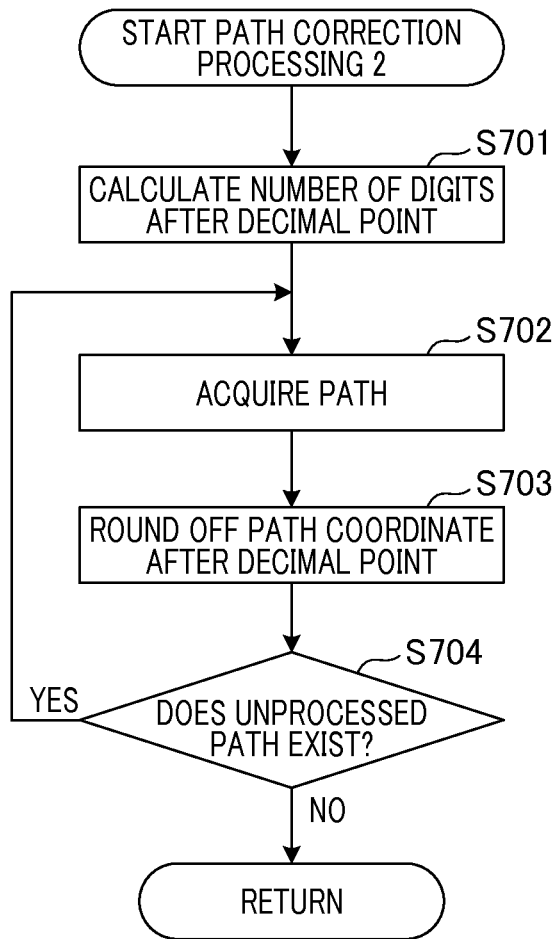 START PATH CORRECTION
PROCESSING 2
S701
CALCULATE NUMBER OF DIGITS
AFTER DECIMAL POINT
S702
ACQUIRE PATH
S703
ROUND OFF PATH COORDINATE
AFTER DECIMAL POINT
S704
YES
DOES UNPROCESSED
PATH EXIST?
NO
RETURN